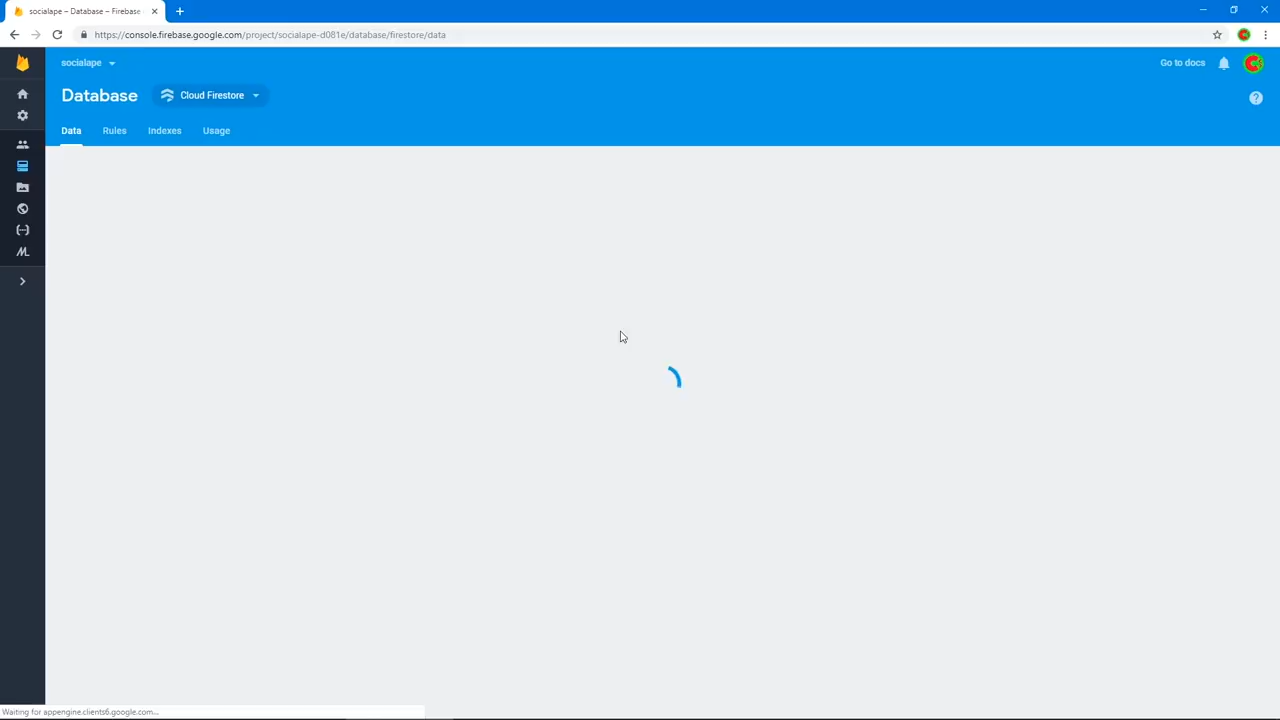 socialape – Database – Firebase
https://console.firebase.google.com/project/socialape-d081e/database/firestore/data
socialape
Go to docs
Database
Cloud Firestore
Data
Rules
Indexes
Usage
ML
Waiting for appengine.clients6.google.com...